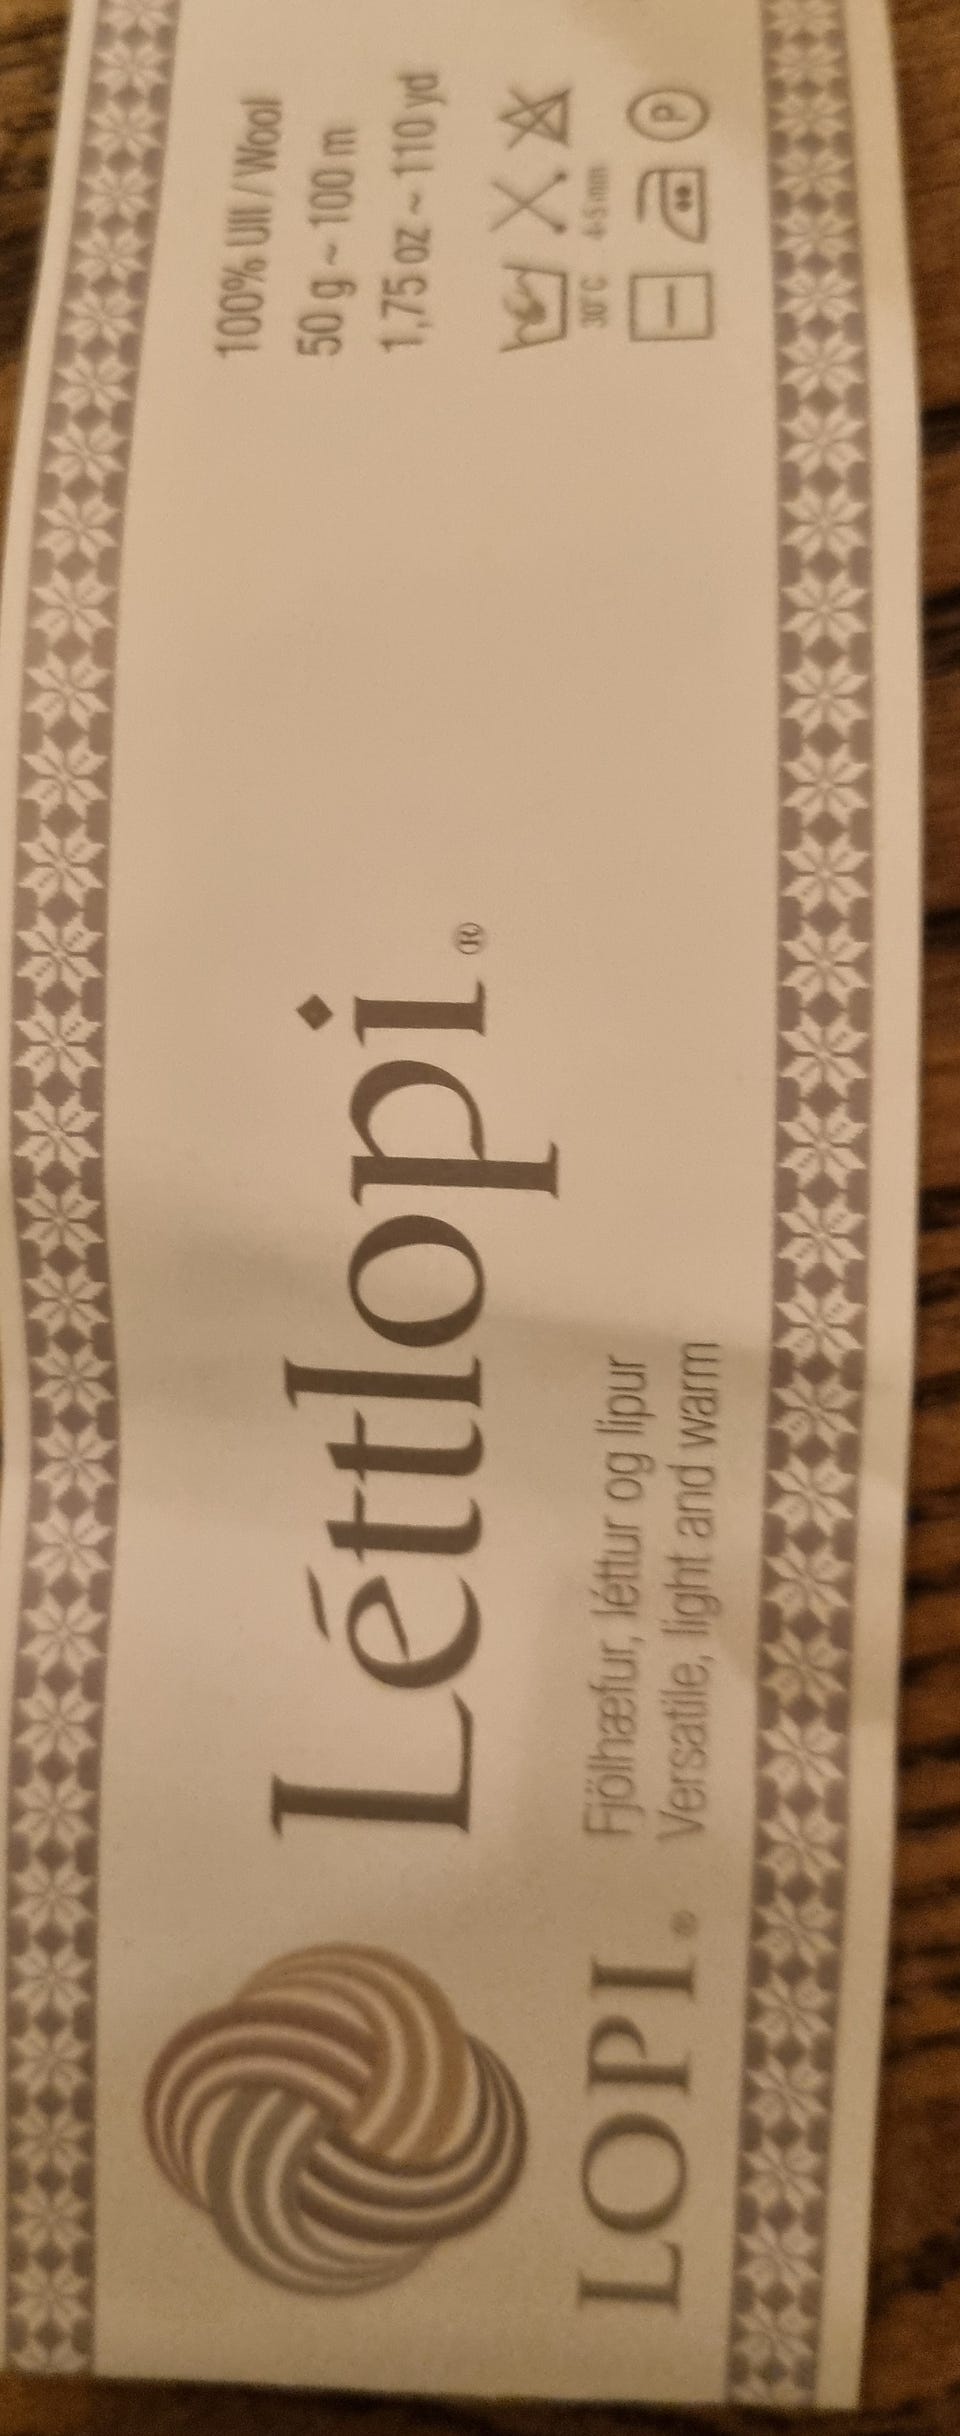 LOPI®
Léttlopi®
Fjölhæfur, léttur og lipur
Versatile, light and warm
100% Ull / Wool
50 g ~ 100 m
1,75 oz ~ 110 yd
30°C 4-5 mm
P